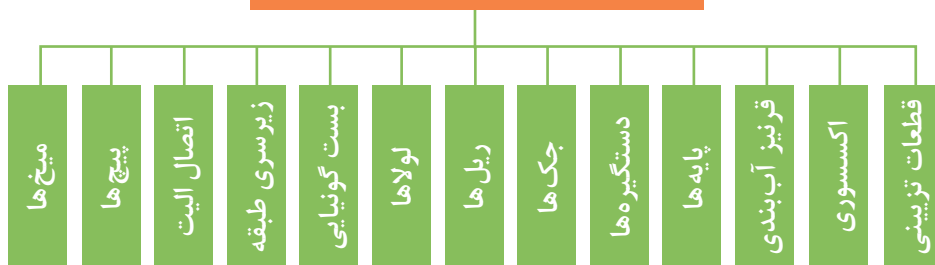 قطعات تزیینی
اکسسوری
قرنیز آب‌بندی
پایه‌ها
دستگیره‌ها
جک‌ها
ریل‌ها
لولاها
بست گونیایی
زیرسری طبقه
اتصال الیت
پیچ‌ها
میخ‌ها